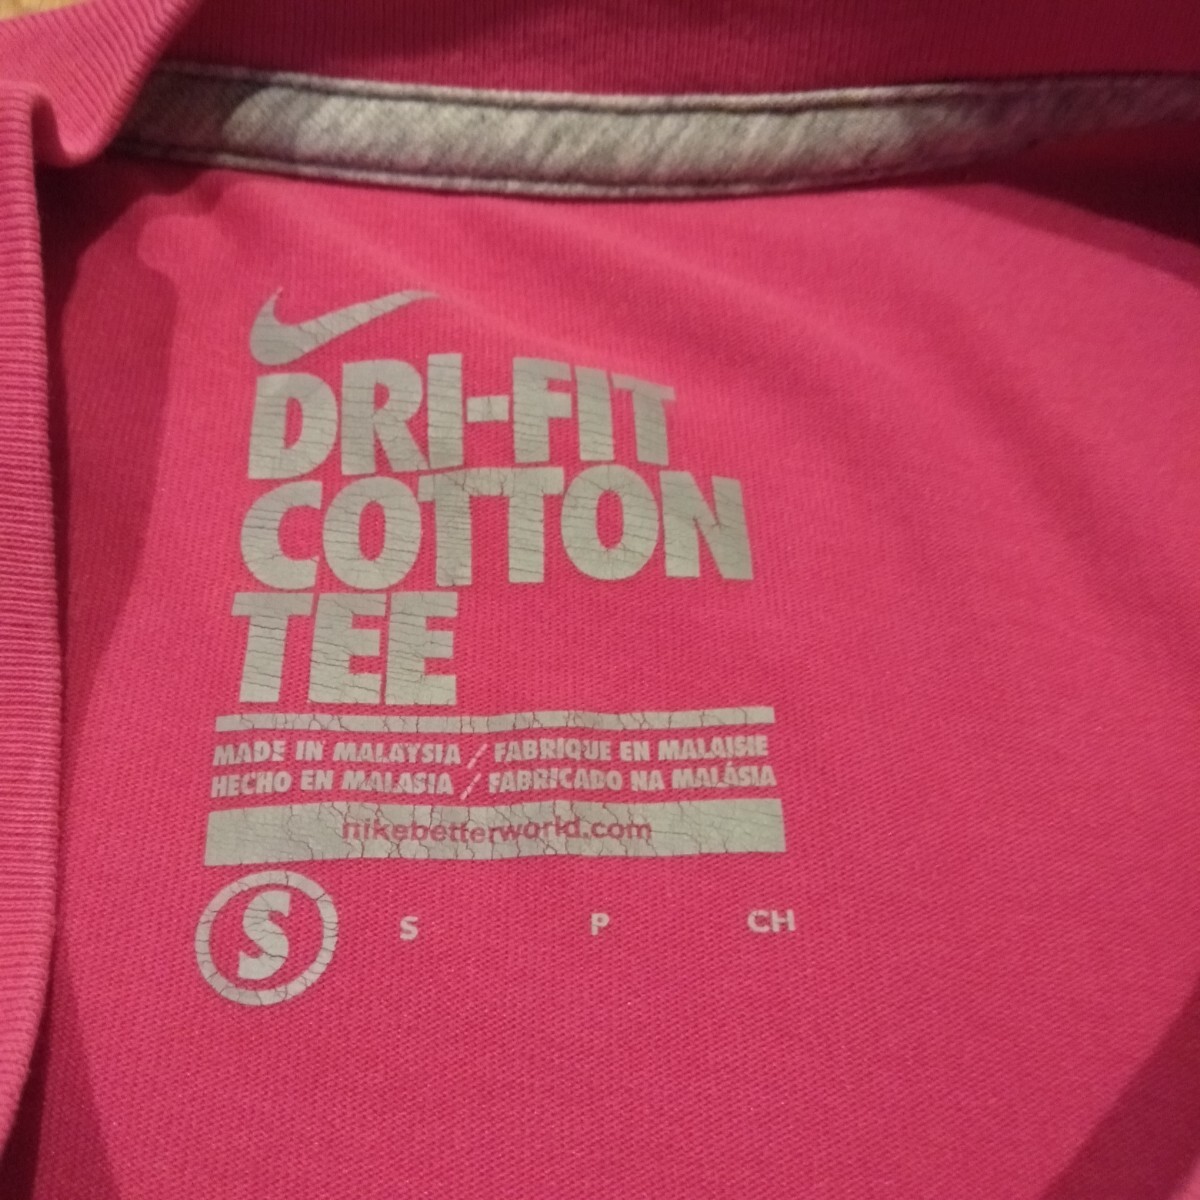 DRI-FIT
COTTON
TEE
MADE IN MALAYSIA / FABRIQUE EN MALAISIE
HECHO EN MALASIA / FABRICADO NA MALÁSIA
nikebetterworld.com
S S P CH